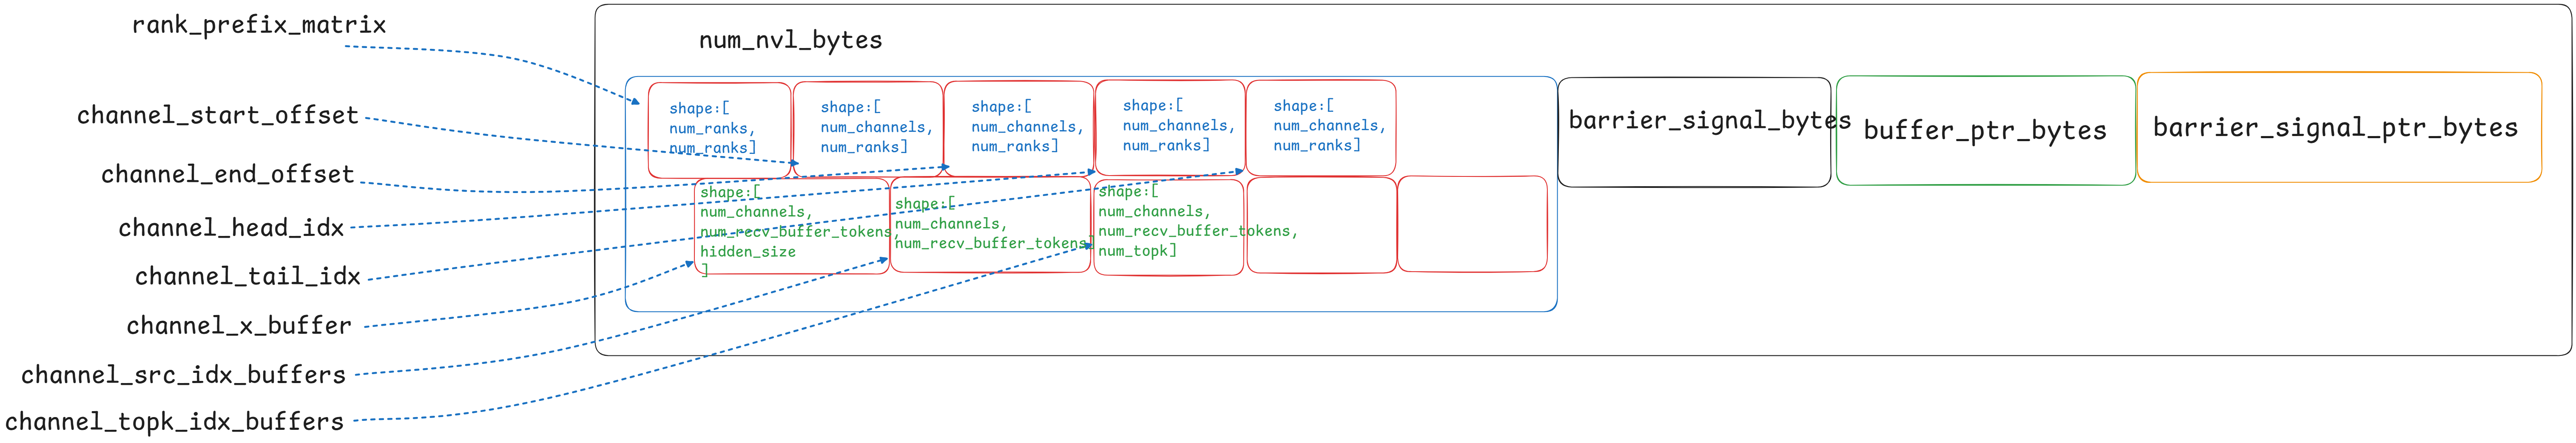 rank_prefix_matrix
channel_start_offset
channel_end_offset
channel_head_idx
channel_tail_idx
channel_x_buffer
channel_src_idx_buffers
channel_topk_idx_buffers
num_nvl_bytes
shape:[
num_ranks,
num_ranks]
shape:[
num_channels,
num_ranks]
shape:[
num_channels,
num_ranks]
shape:[
num_channels,
num_ranks]
shape:[
num_channels,
num_ranks]
shape:[
num_channels,
num_recv_buffer_tokens,
hidden_size
]
shape:[
num_channels,
num_recv_buffer_tokens]
shape:[
num_channels,
num_recv_buffer_tokens,
num_topk]
barrier_signal_bytes
buffer_ptr_bytes
barrier_signal_ptr_bytes